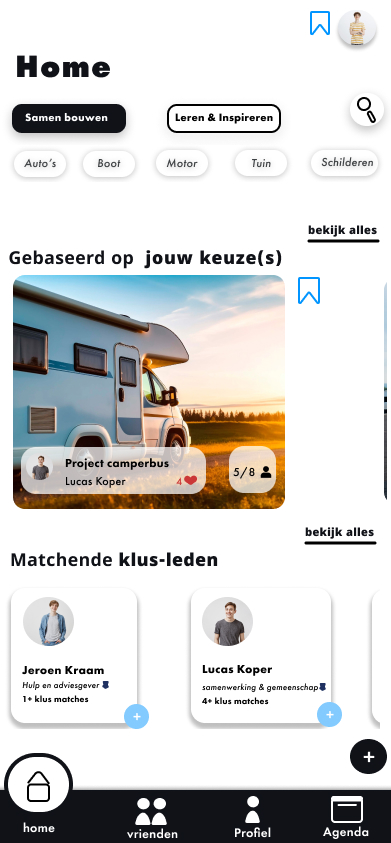 Home
Samen bouwen
Leren & Inspireren
Auto's
Boot
Motor
Tuin
Schilderen
bekijk alles
Gebaseerd op jouw keuze(s)
Project camperbus
Lucas Koper
4
5/8
bekijk alles
Matchende klus-leden
Jeroen Kraam
Hulp en adviesgever
1+ klus matches
+
Lucas Koper
samenwerking & gemeenschap
4+ klus matches
+
+
home
vrienden
Profiel
Agenda